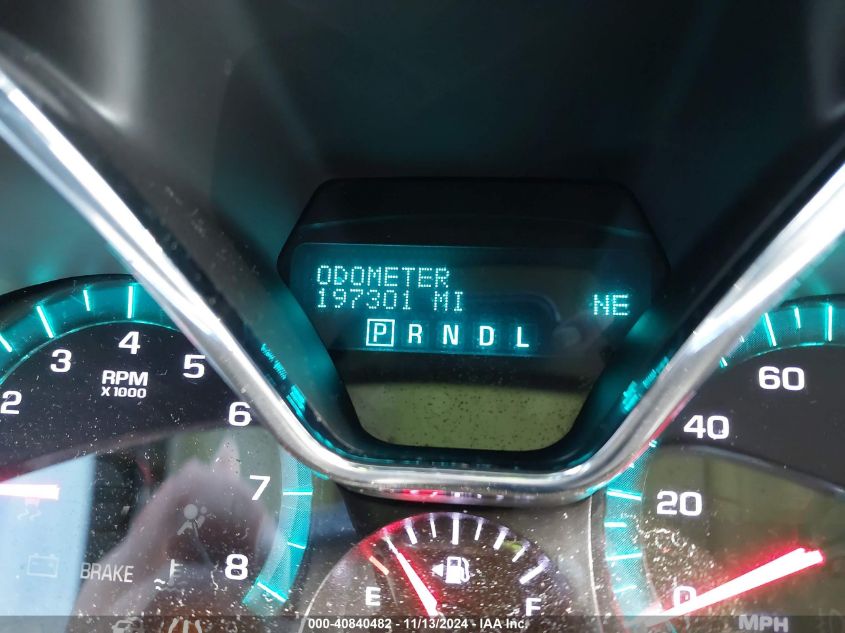 ODOMETER
197301 MI NE
P R N D L
2 3 4 5 6 7 8
RPM
X1000
BRAKE
E F
0 20 40 60
MPH
000-40840482 - 11/13/2024 - IAA Inc.